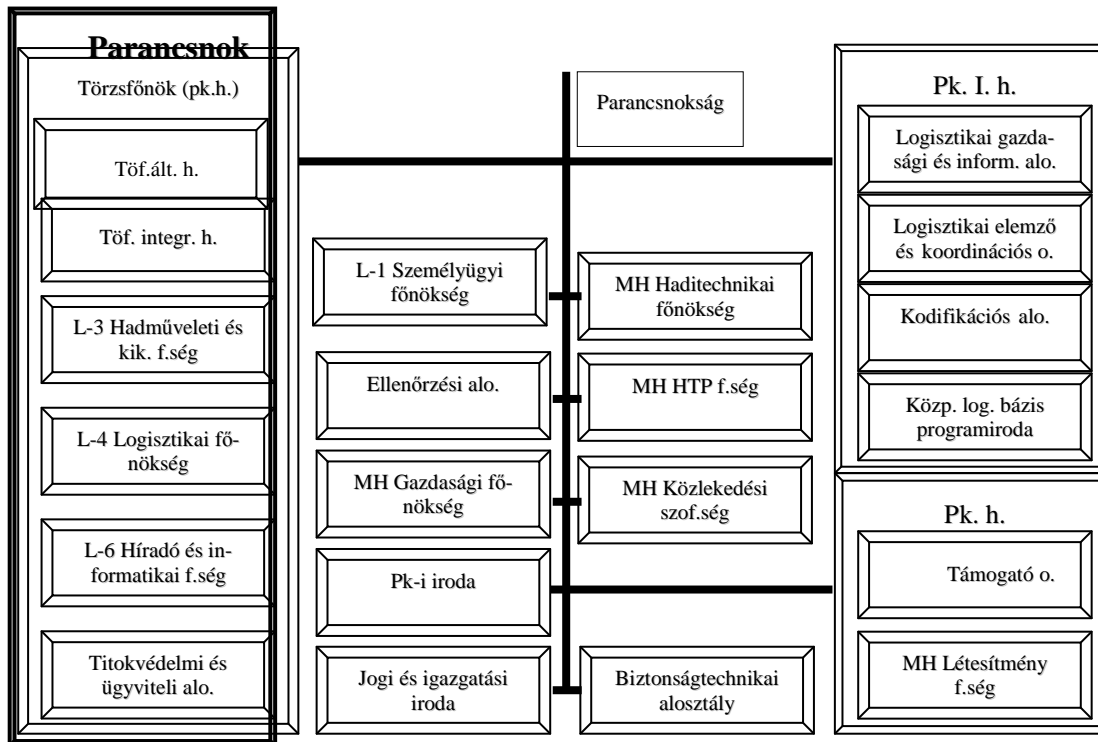 Parancsnok
Törzsfőnök (pk.h.)
Töf.ált. h.
Töf. integr. h.
L-3 Hadműveleti és
kik. f.ség
L-4 Logisztikai fő-
nökség
L-6 Híradó és in-
formatikai f.ség
Titokvédelmi és
ügyviteli alo.
Parancsnokság
L-1 Személyügyi
főnökség
Ellenőrzési alo.
MH Gazdasági fő-
nökség
Pk-i iroda
Jogi és igazgatási
iroda
MH Haditechnikai
főnökség
MH HTP f.ség
MH Közlekedési
szof.ség
Biztonságtechnikai
alosztály
Pk. I. h.
Logisztikai gazda-
sági és inform. alo.
Logisztikai elemző
és koordinációs o.
Kodifikációs alo.
Közp. log. bázis
programiroda
Pk. h.
Támogató o.
MH Létesítmény
f.ség